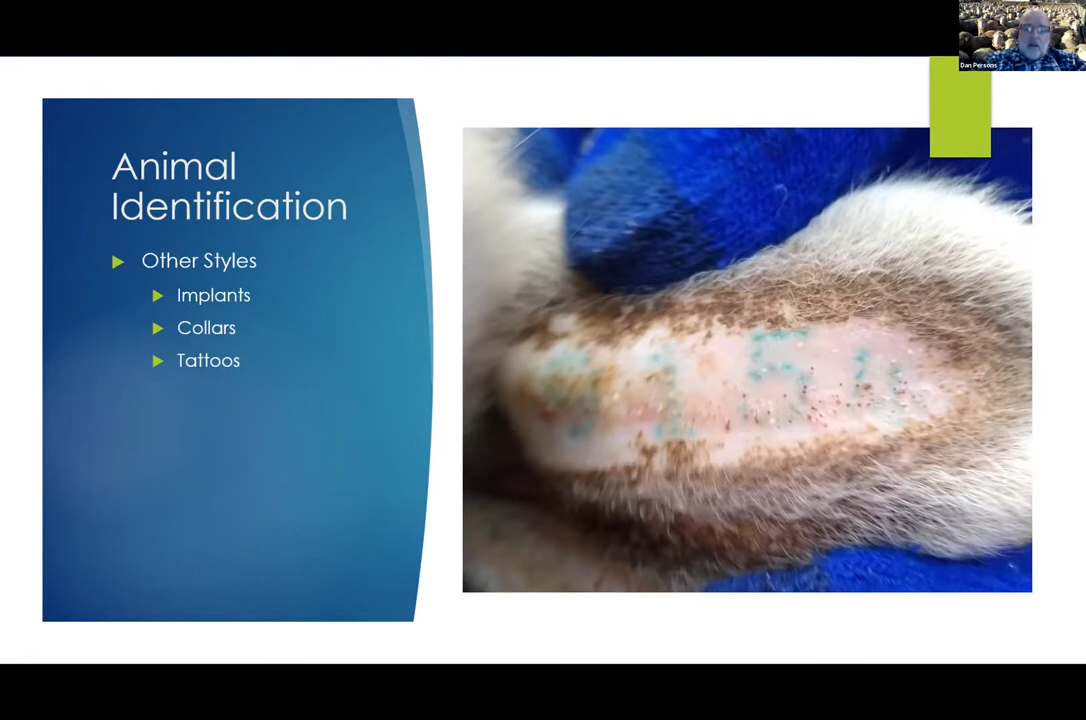 Dan Persons
Animal
Identification
Other Styles
Implants
Collars
Tattoos